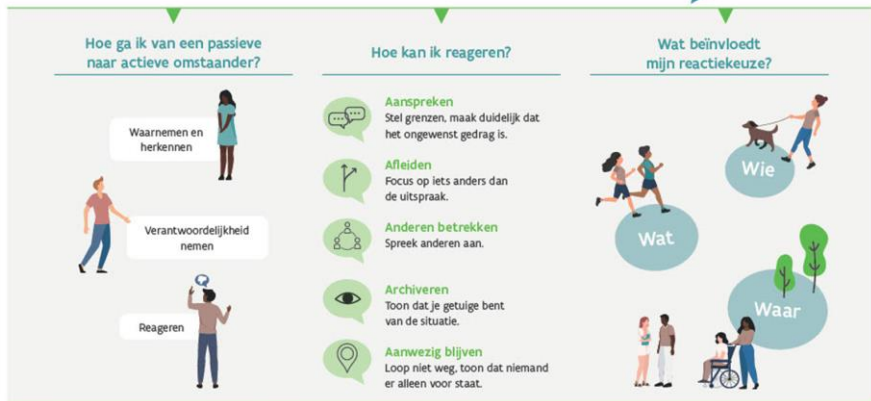 Hoe ga ik van een passieve
naar actieve omstaander?
Waarnemen en
herkennen
Verantwoordelijkheid
nemen
Reageren
Hoe kan ik reageren?
Aanspreken
Stel grenzen, maak duidelijk dat
het ongewenst gedrag is.
Afleiden
Focus op iets anders dan
de uitspraak.
Anderen betrekken
Spreek anderen aan.
Archiveren
Toon dat je getuige bent
van de situatie.
Aanwezig blijven
Loop niet weg, toon dat niemand
er alleen voor staat.
Wat beïnvloedt
mijn reactiekeuze?
Wie
Wat
Waar